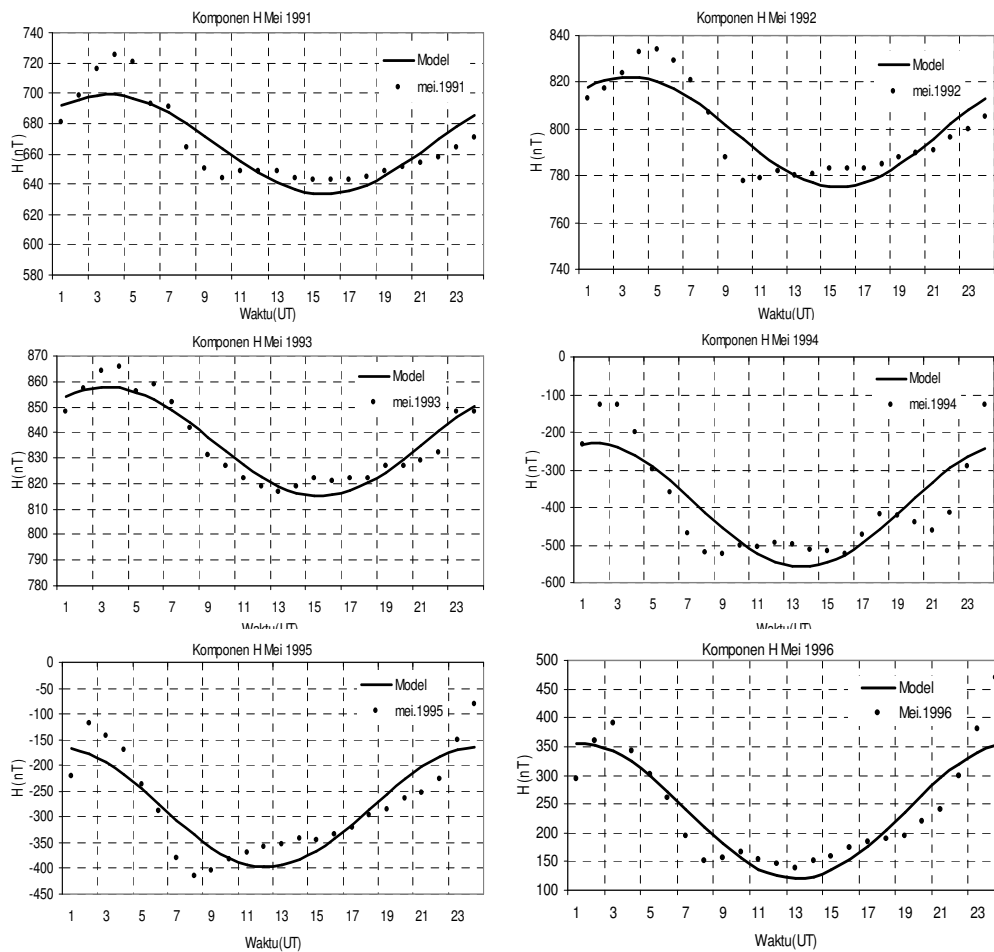 Komponen H Mei 1991
740
720
700
680
660
640
620
600
580
H (nT)
Model
mei.1991
1 3 5 7 9 11 13 15 17 19 21 23
Waktu(UT)
Komponen H Mei 1992
840
820
800
780
760
740
H (nT)
Model
mei.1992
1 3 5 7 9 11 13 15 17 19 21 23
Waktu(UT)
Komponen H Mei 1993
870
860
850
840
830
820
810
800
790
780
H (nT)
Model
mei.1993
1 3 5 7 9 11 13 15 17 19 21 23
Waktu(UT)
Komponen H Mei 1994
0
-100
-200
-300
-400
-500
-600
H (nT)
Model
mei.1994
1 3 5 7 9 11 13 15 17 19 21 23
Waktu(UT)
Komponen H Mei 1995
0
-50
-100
-150
-200
-250
-300
-350
-400
-450
H (nT)
Model
mei.1995
1 3 5 7 9 11 13 15 17 19 21 23
Waktu(UT)
Komponen H Mei 1996
500
450
400
350
300
250
200
150
100
H (nT)
Model
Mei.1996
1 3 5 7 9 11 13 15 17 19 21 23
Waktu(UT)